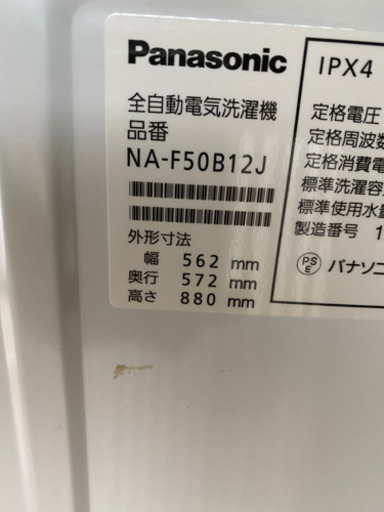 Panasonic
全自動電気洗濯機
品番
NA-F50B12J
外形寸法
幅 562 mm
奥行 572 mm
高さ 880 mm
IPX4
定格電圧
定格周波数
定格消費電
標準洗濯容
標準使用水量
製造番号 1
PS E パナソニ